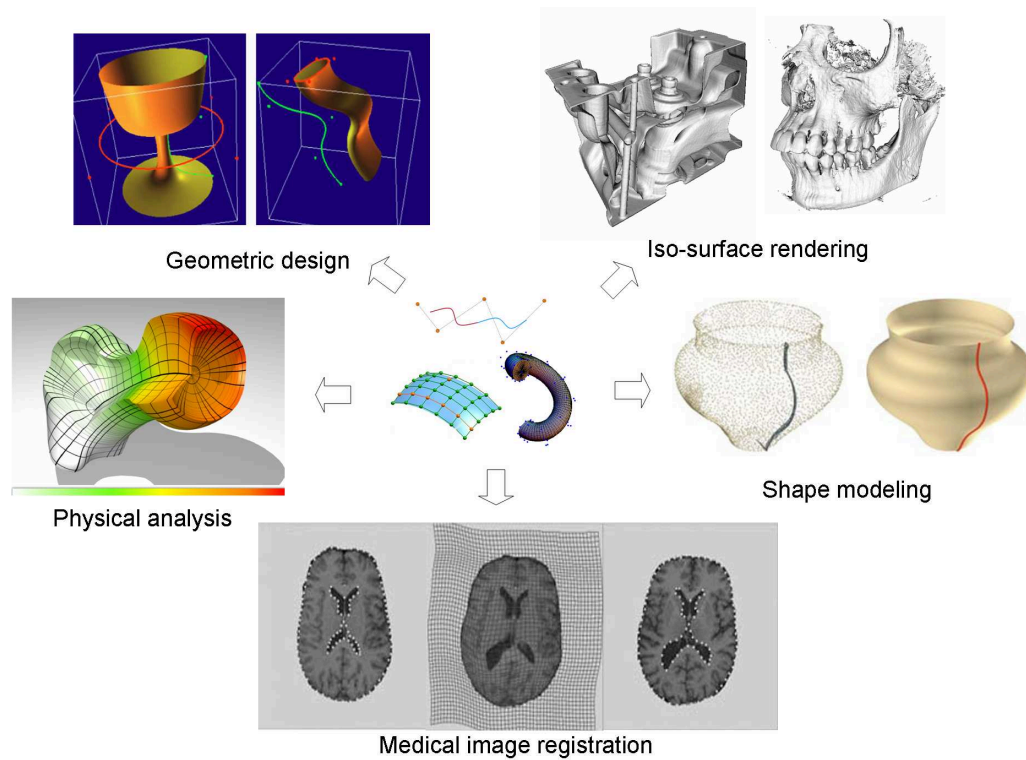 Geometric design
Iso-surface rendering
Physical analysis
Shape modeling
Medical image registration